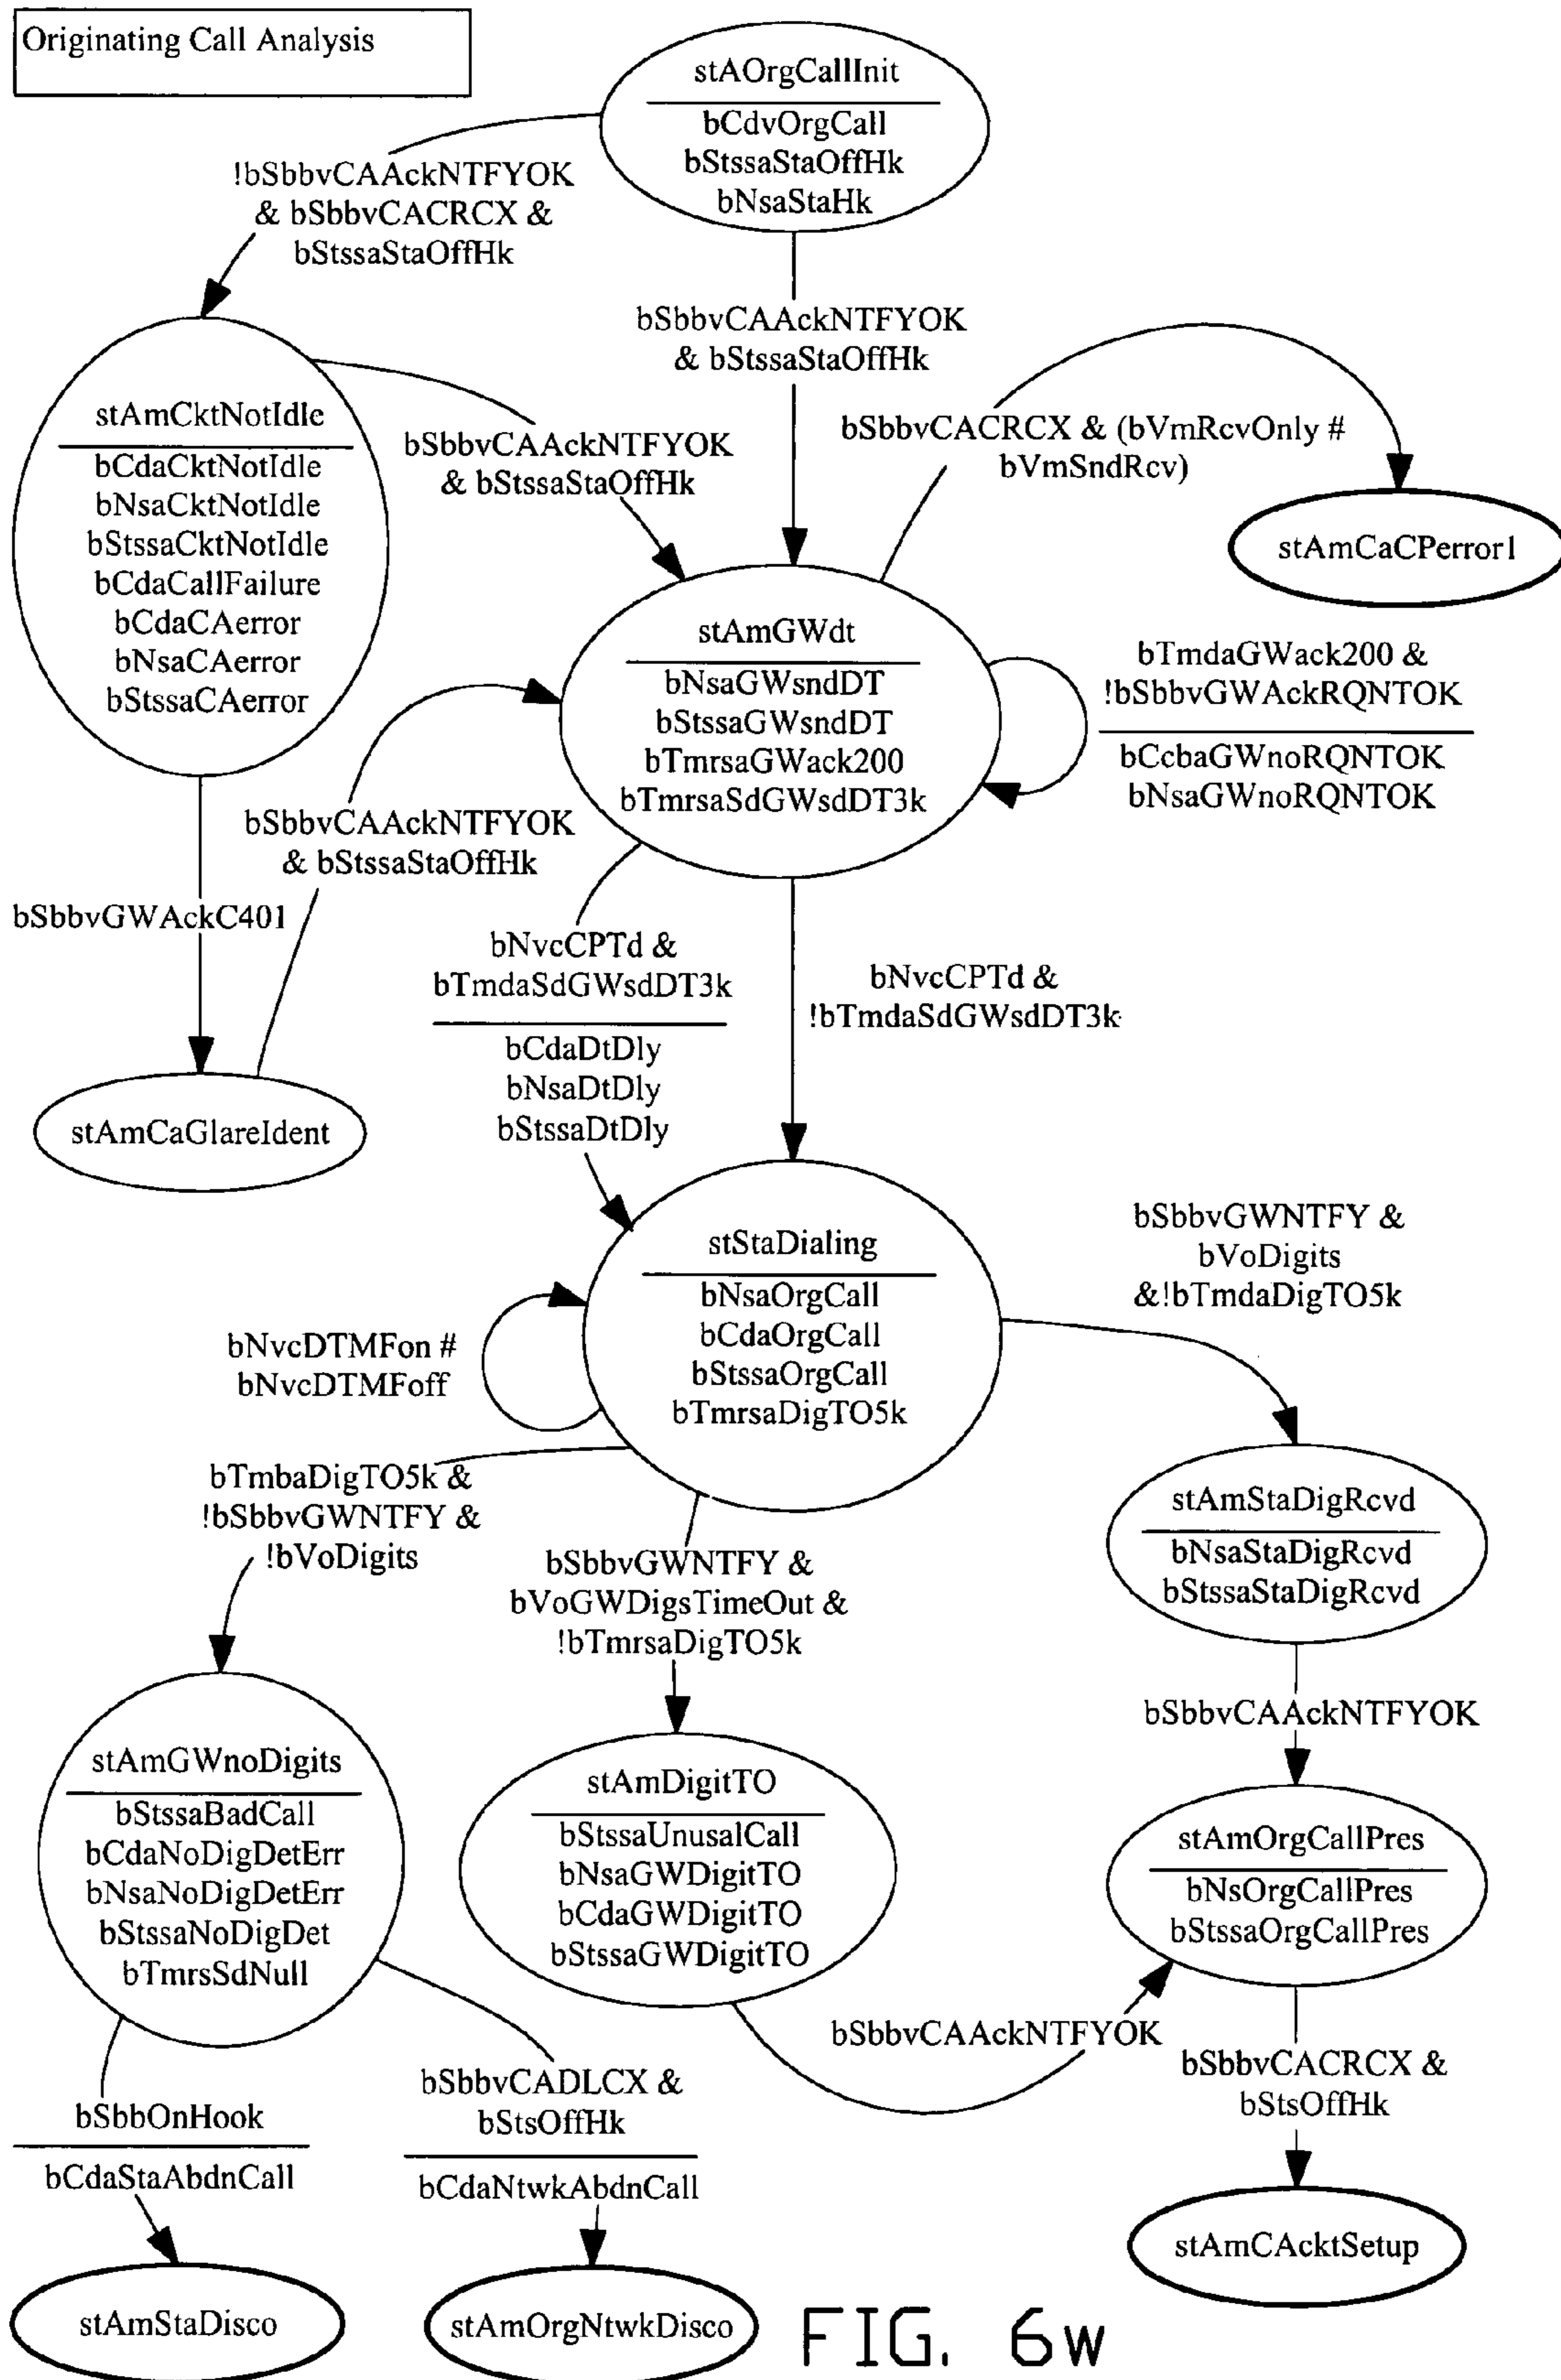 Originating Call Analysis
stAOrgCallInit
bCdvOrgCall
bStssaStaOffHk
bNsaStaHk
!bSbbvCAAckNTFYOK
& bSbbvCACRCX &
bStssaStaOffHk
bSbbvCAAckNTFYOK
& bStssaStaOffHk
stAmCktNotIdle
bCdaCktNotIdle
bNsaCktNotIdle
bStssaCktNotIdle
bCdaCallFailure
bCdaCAerror
bNsaCAerror
bStssaCAerror
bSbbvCAAckNTFYOK
& bStssaStaOffHk
bSbbvCACRCX & (bVmRcvOnly #
bVmSndRcv)
stAmCaCPerror1
stAmGWdt
bNsaGWsndDT
bStssaGWsndDT
bTmrsaGWack200
bTmrsaSdGWsdDT3k
bTmdaGWack200 &
!bSbbvGWAckRQNTOK
bCcbaGWnoRQNTOK
bNsaGWnoRQNTOK
bSbbvCAAckNTFYOK
& bStssaStaOffHk
bSbbvGWAckC401
bNvcCPTd &
bTmdaSdGWsdDT3k
bCdaDtDly
bNsaDtDly
bStssaDtDly
bNvcCPTd &
!bTmdaSdGWsdDT3k
stAmCaGlareIdent
stStaDialing
bNsaOrgCall
bCdaOrgCall
bStssaOrgCall
bTmrsaDigTO5k
bSbbvGWNTFY &
bVoDigits
&!bTmdaDigTO5k
bNvcDTMFon #
bNvcDTMFoff
bTmbaDigTO5k &
!bSbbvGWNTFY &
!bVoDigits
bSbbvGWNTFY &
bVoGWDigsTimeOut &
!bTmrsaDigTO5k
stAmStaDigRcvd
bNsaStaDigRcvd
bStssaStaDigRcvd
bSbbvCAAckNTFYOK
stAmGWnoDigits
bStssaBadCall
bCdaNoDigDetErr
bNsaNoDigDetErr
bStssaNoDigDet
bTmrsSdNull
stAmDigitTO
bStssaUnusalCall
bNsaGWDigitTO
bCdaGWDigitTO
bStssaGWDigitTO
stAmOrgCallPres
bNsOrgCallPres
bStssaOrgCallPres
bSbbvCAAckNTFYOK
bSbbvCACRCX &
bStsOffHk
bSbbOnHook
bCdaStaAbdnCall
bSbbvCADLCX &
bStsOffHk
bCdaNtwkAbdnCall
stAmCAcktSetup
stAmStaDisco
stAmOrgNtwkDisco
FIG. 6w